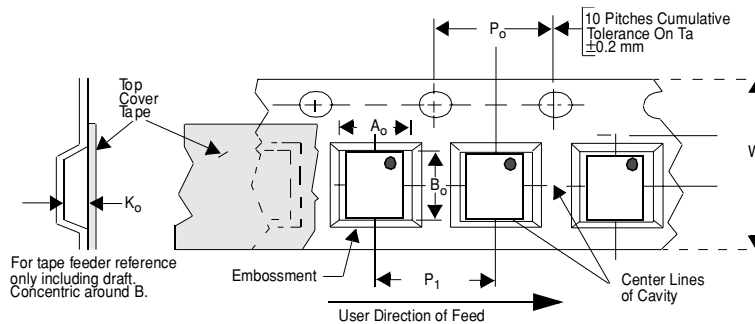 10 Pitches Cumulative
Tolerance On Ta
±0.2 mm
Po
Top
Cover
Tape
Ao
W
Bo
Ko
For tape feeder reference
only including draft.
Concentric around B.
Embossment
P1
Center Lines
of Cavity
User Direction of Feed